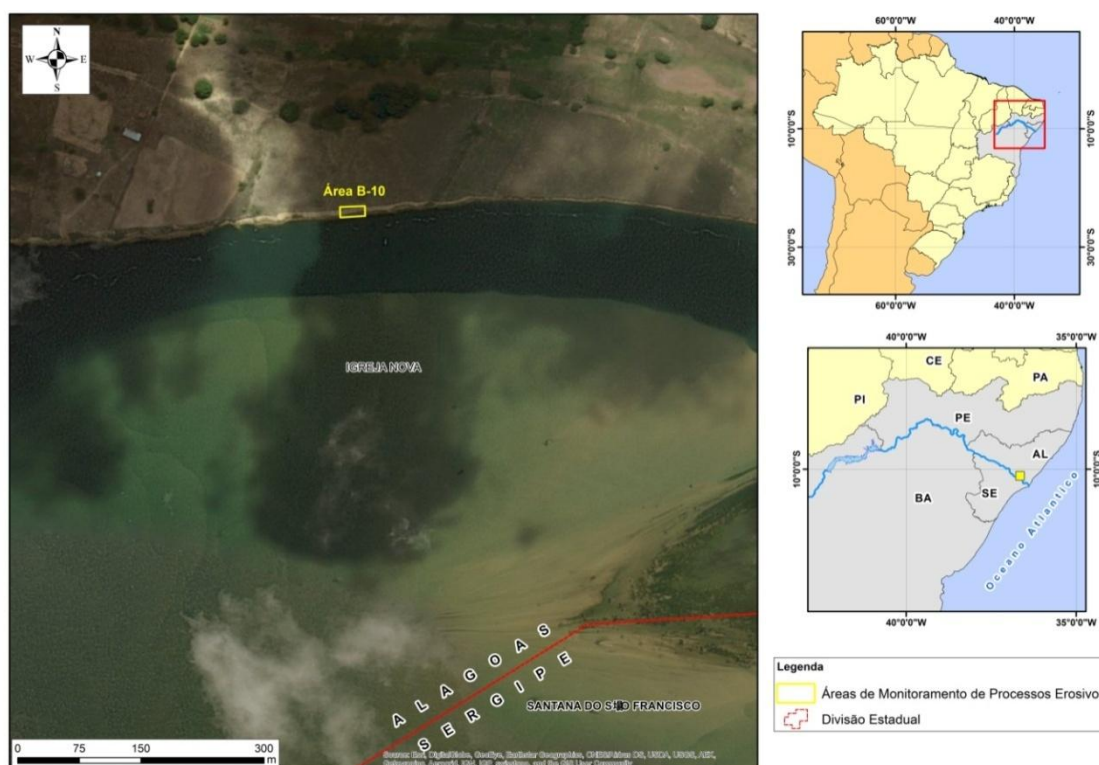 N
W E
S
Área B-10
IGREJA NOVA
ALAGOAS
SERGIPE
SANTANA DO SÃO FRANCISCO
0 75 150 300
m
60°0'0"W 40°0'0"W
10°0'0"S
30°0'0"S
10°0'0"S
30°0'0"S
60°0'0"W 40°0'0"W
40°0'0"W 35°0'0"W
CE
PA
PI
PE
AL
10°0'0"S
10°0'0"S
SE
BA
Oceano Atlantico
40°0'0"W 35°0'0"W
Legenda
Áreas de Monitoramento de Processos Erosivo
Divisão Estadual